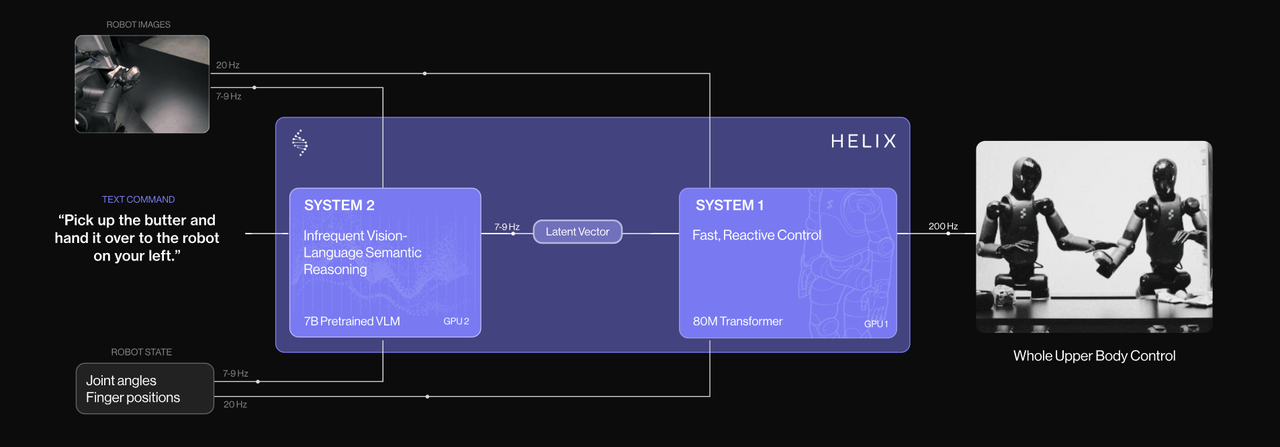 ROBOT IMAGES
20 Hz
7-9 Hz
HELIX
TEXT COMMAND
“Pick up the butter and
hand it over to the robot
on your left.”
SYSTEM 2
Infrequent Vision-
Language Semantic
Reasoning
7B Pretrained VLM
GPU 2
7-9 Hz
Latent Vector
SYSTEM 1
Fast, Reactive Control
80M Transformer
GPU 1
200 Hz
Whole Upper Body Control
ROBOT STATE
Joint angles
Finger positions
7-9 Hz
20 Hz